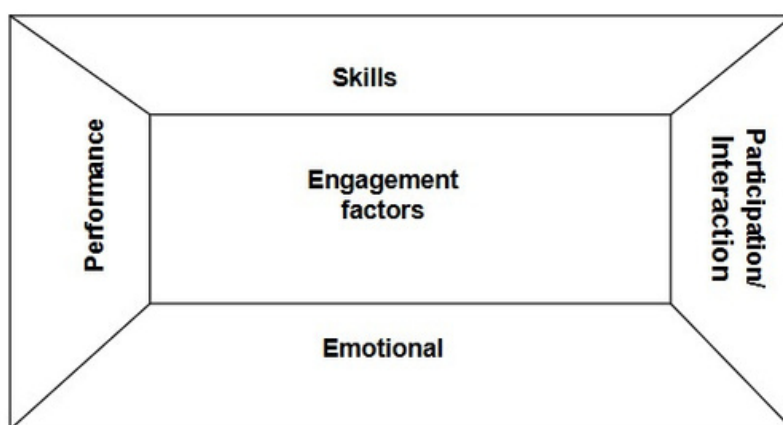 Skills
Performance
Engagement
factors
Participation/
Interaction
Emotional